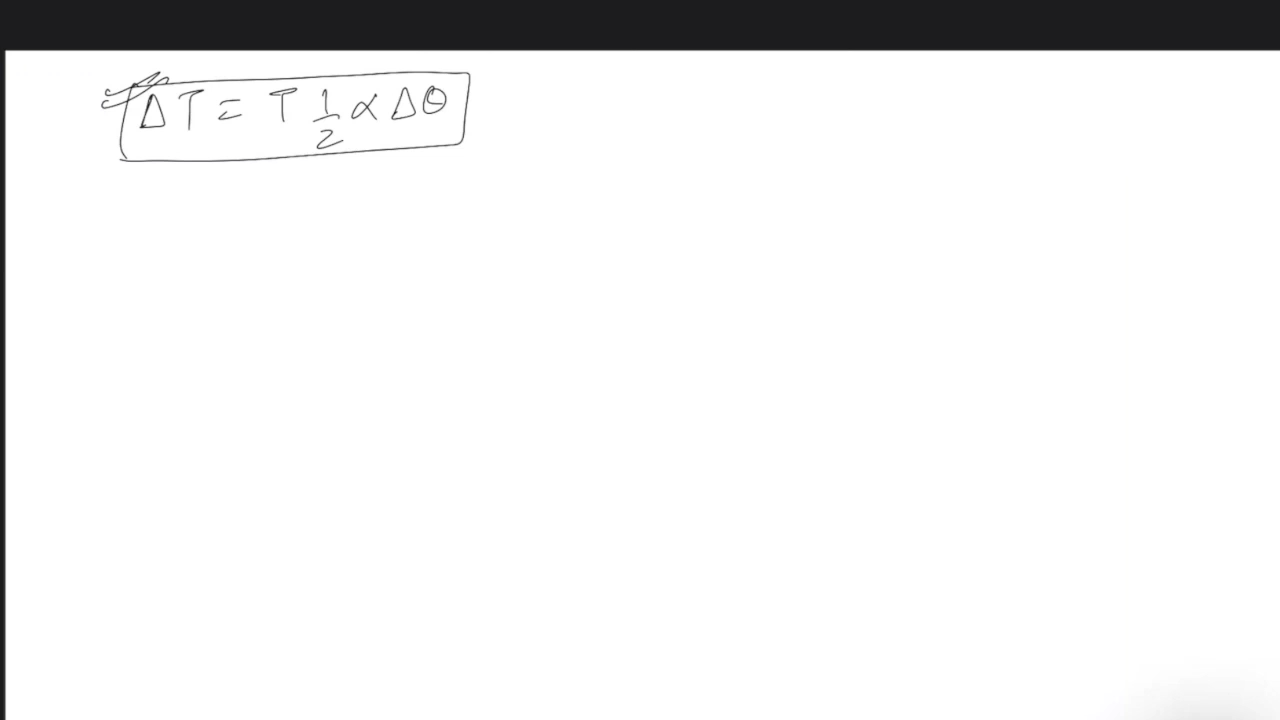 ΔT = T 1/2 α Δθ